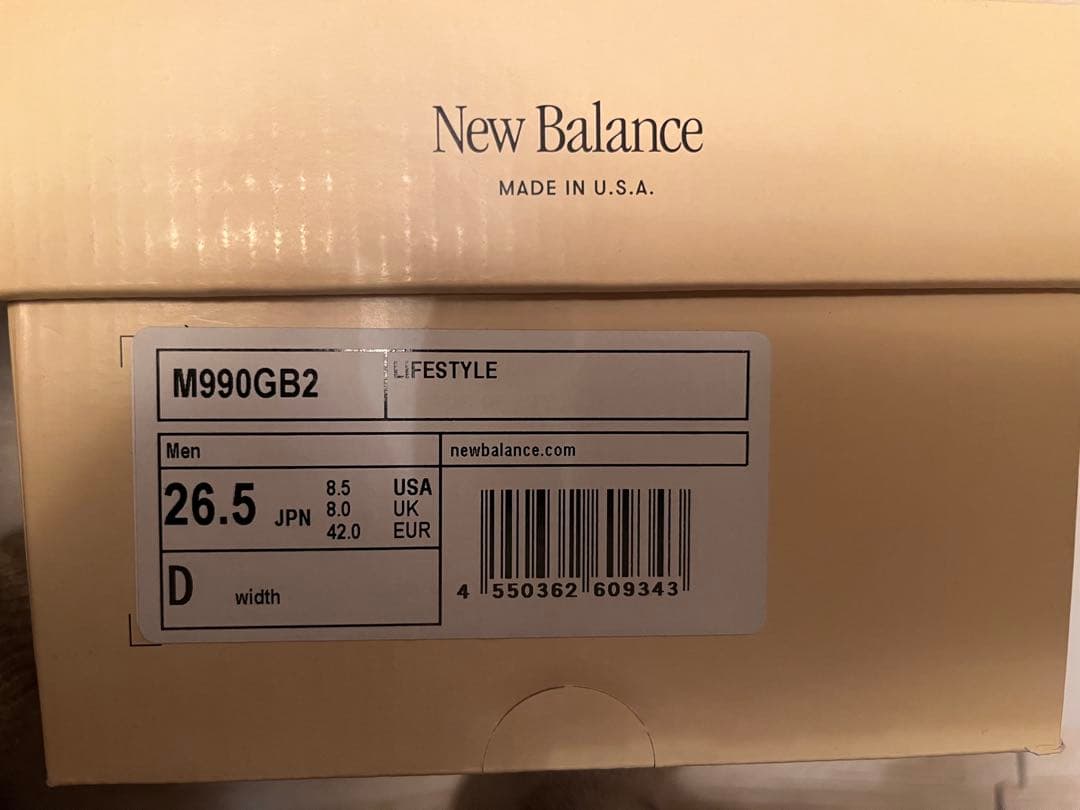 New Balance
MADE IN U.S.A.
M990GB2
LIFESTYLE
Men
newbalance.com
26.5 JPN
8.5 USA
8.0 UK
42.0 EUR
D width
4 550362 609343